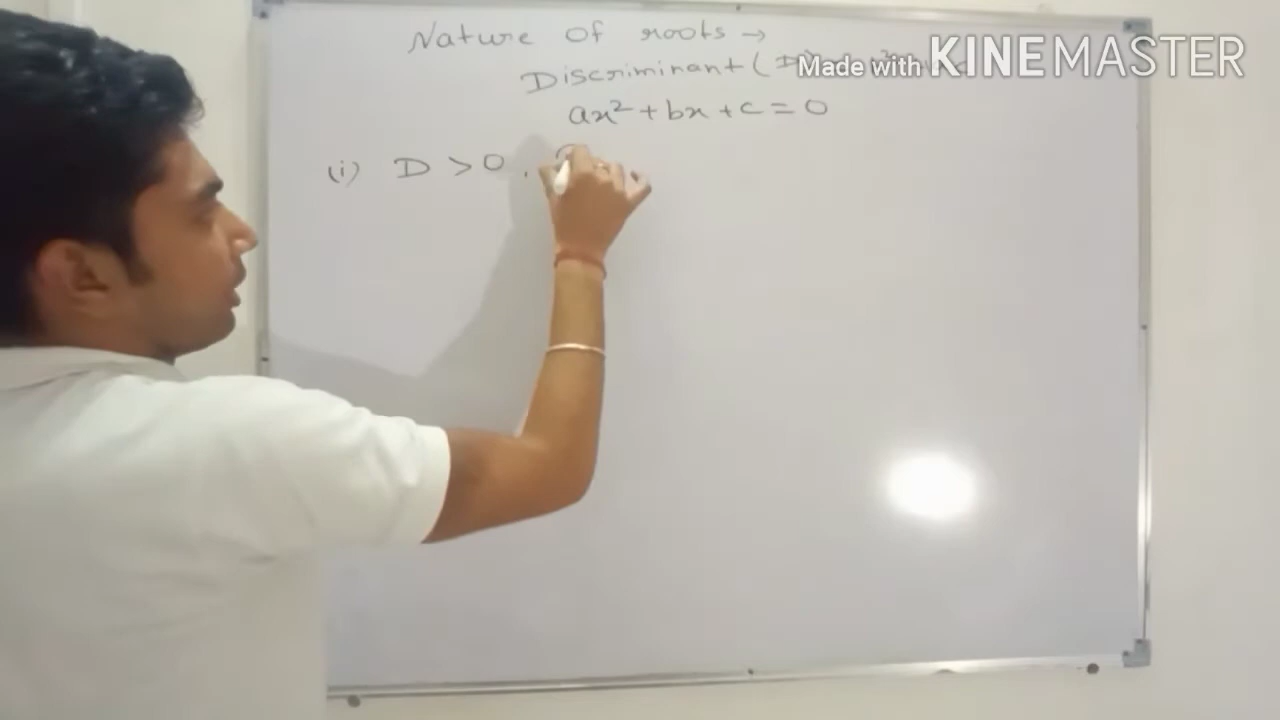 Nature of roots →
Discriminant (
Made with KINEMASTER
ax² + bx + c = 0
(i) D > 0 ,